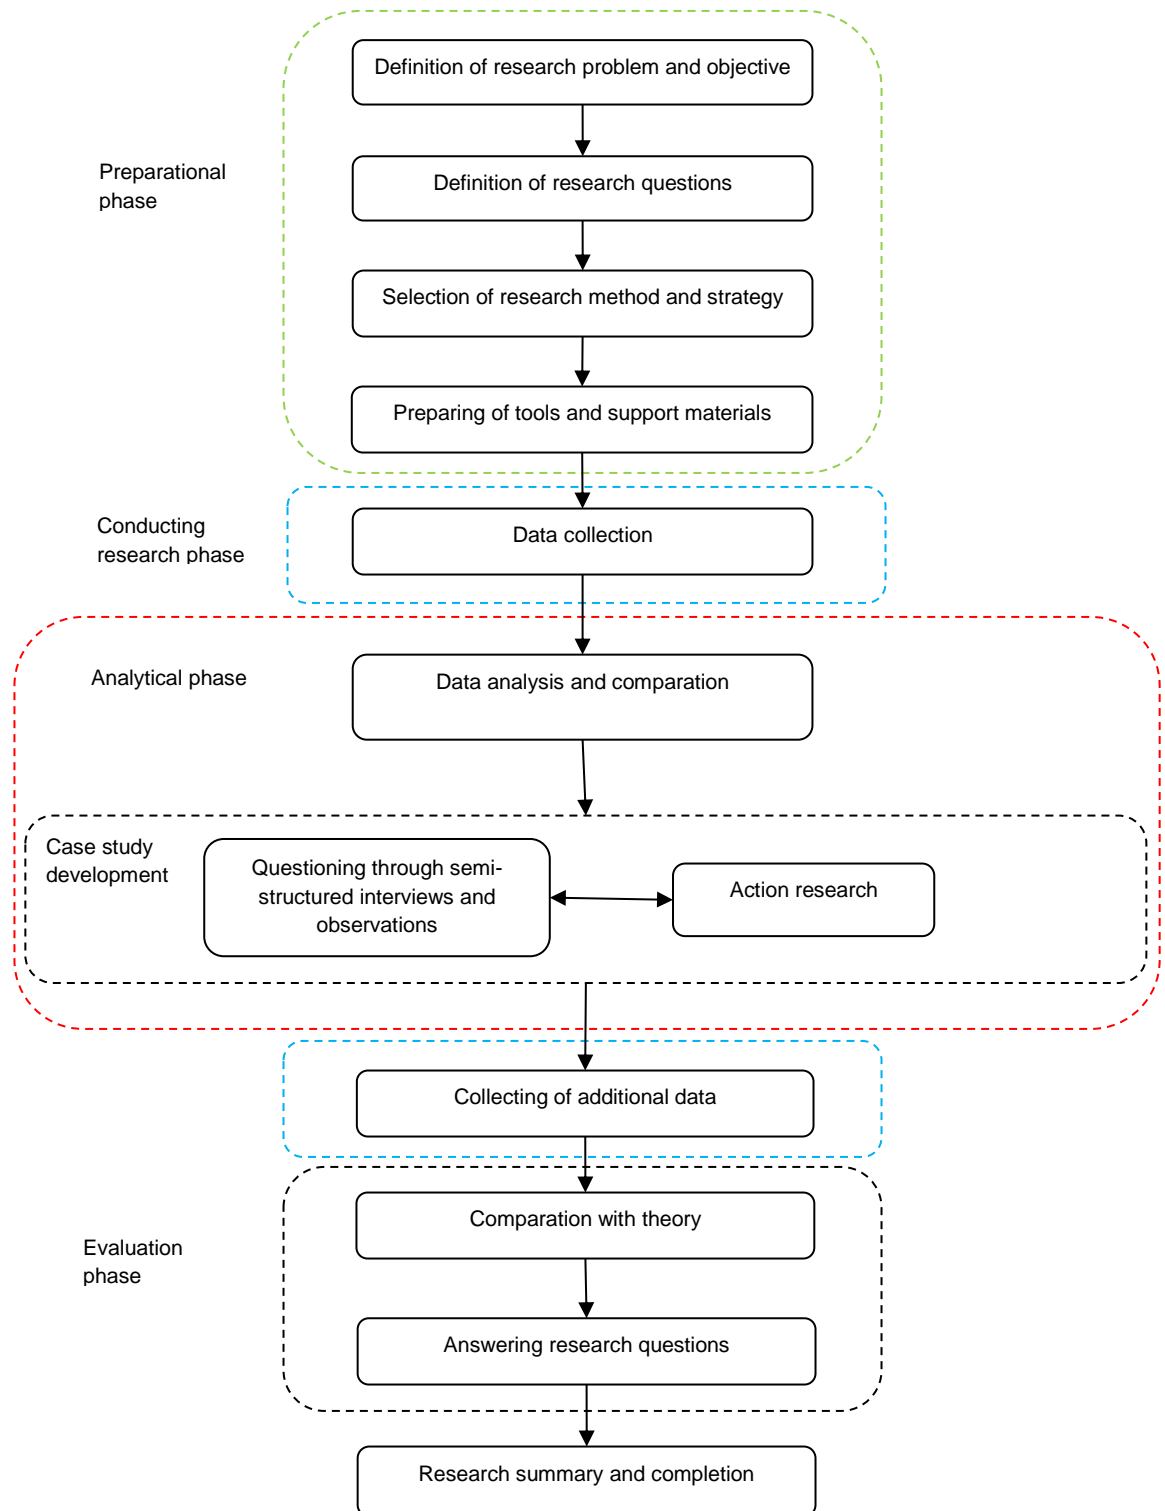 Definition of research problem and objective
Preparational
phase
Definition of research questions
Selection of research method and strategy
Preparing of tools and support materials
Conducting
research phase
Data collection
Analytical phase
Data analysis and comparation
Case study
development
Questioning through semi-
structured interviews and
observations
Action research
Collecting of additional data
Comparation with theory
Evaluation
phase
Answering research questions
Research summary and completion